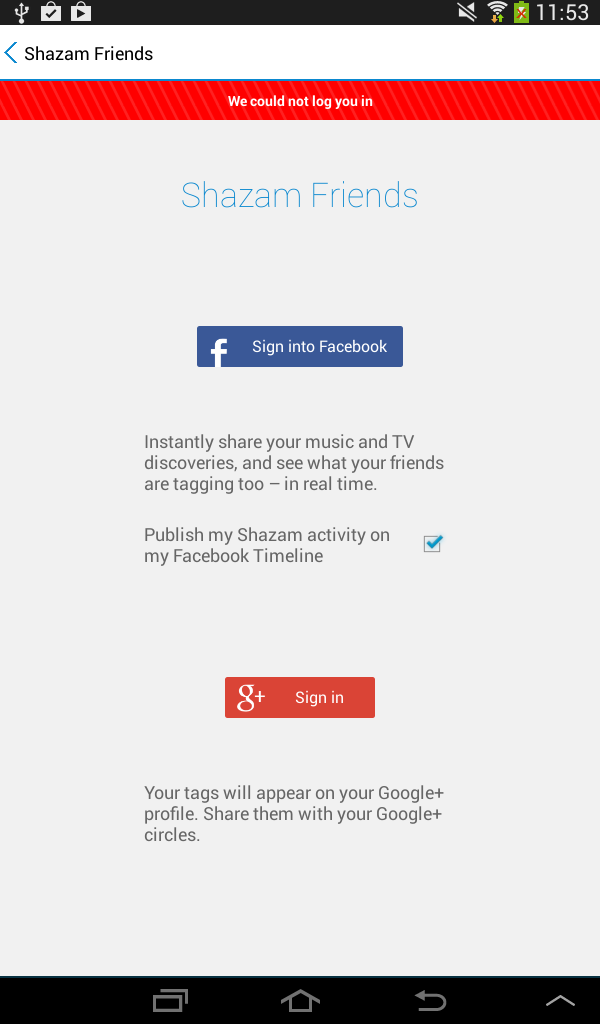 11:53
Shazam Friends
We could not log you in
Shazam Friends
f Sign into Facebook
Instantly share your music and TV
discoveries, and see what your friends
are tagging too – in real time.
Publish my Shazam activity on
my Facebook Timeline
g+ Sign in
Your tags will appear on your Google+
profile. Share them with your Google+
circles.